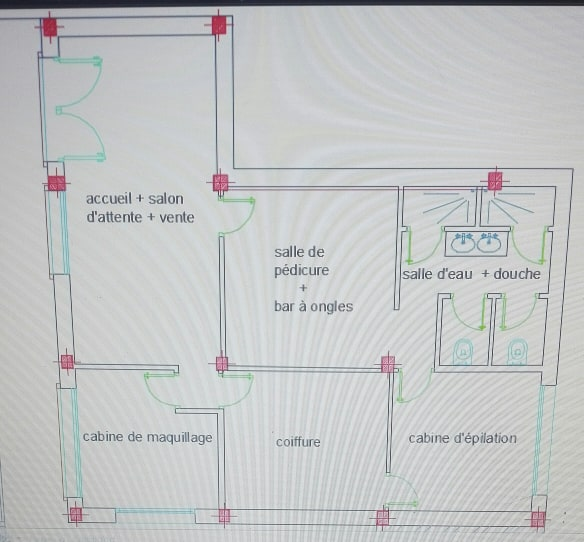 accueil + salon
d'attente + vente
salle de
pédicure
+
bar à ongles
salle d'eau + douche
cabine de maquillage
coiffure
cabine d'épilation